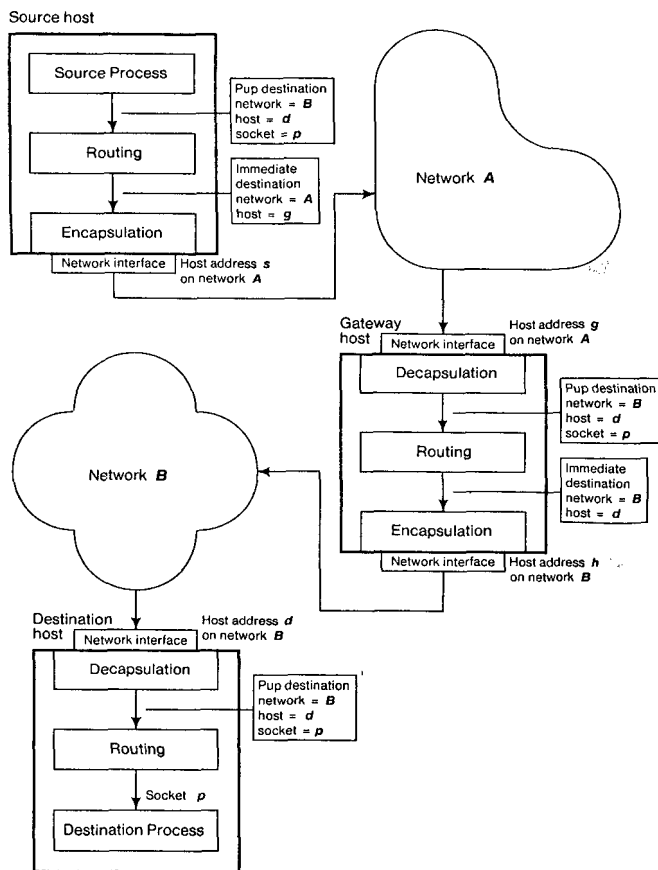 Source host
Source Process
Pup destination
network = B
host = d
socket = p
Routing
Immediate
destination
network = A
host = g
Encapsulation
Network interface
Host address s
on network A
Network A
Gateway
host
Network interface
Host address g
on network A
Decapsulation
Pup destination
network = B
host = d
socket = p
Routing
Immediate
destination
network = B
host = d
Encapsulation
Network interface
Host address h
on network B
Network B
Destination
host
Network interface
Host address d
on network B
Decapsulation
Pup destination
network = B
host = d
socket = p
Routing
Socket p
Destination Process